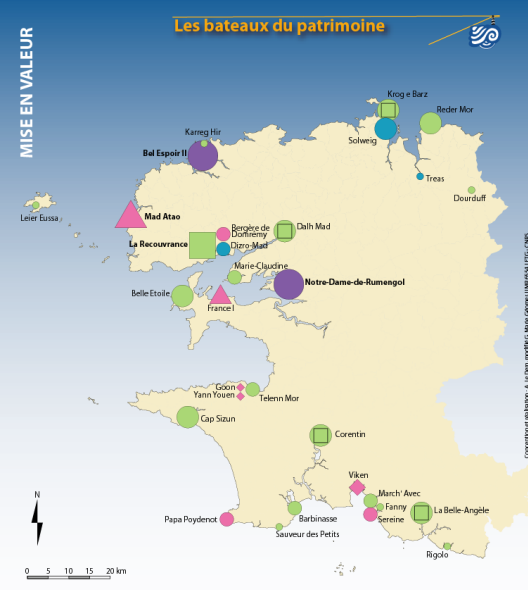 Les bateaux du patrimoine
MISE EN VALEUR
Krog e Barz
Reder Mor
Karreg Hir
Solweig
Bel Espoir II
Treas
Dourduff
Leier Eussa
Mad Atao
Bergère de
Domrémy
Dalh Mad
La Recouvrance
Dizro-Mad
Marie-Claudine
Notre-Dame-de-Rumengol
Belle Etoile
France I
Goon
Yann Youen
Telenn Mor
Cap Sizun
Corentin
Viken
March' Avec
Fanny
La Belle-Angèle
Papa Poydenot
Barbinasse
Sereine
Sauveur des Petits
Rigolo
N
0 5 10 15 20 km